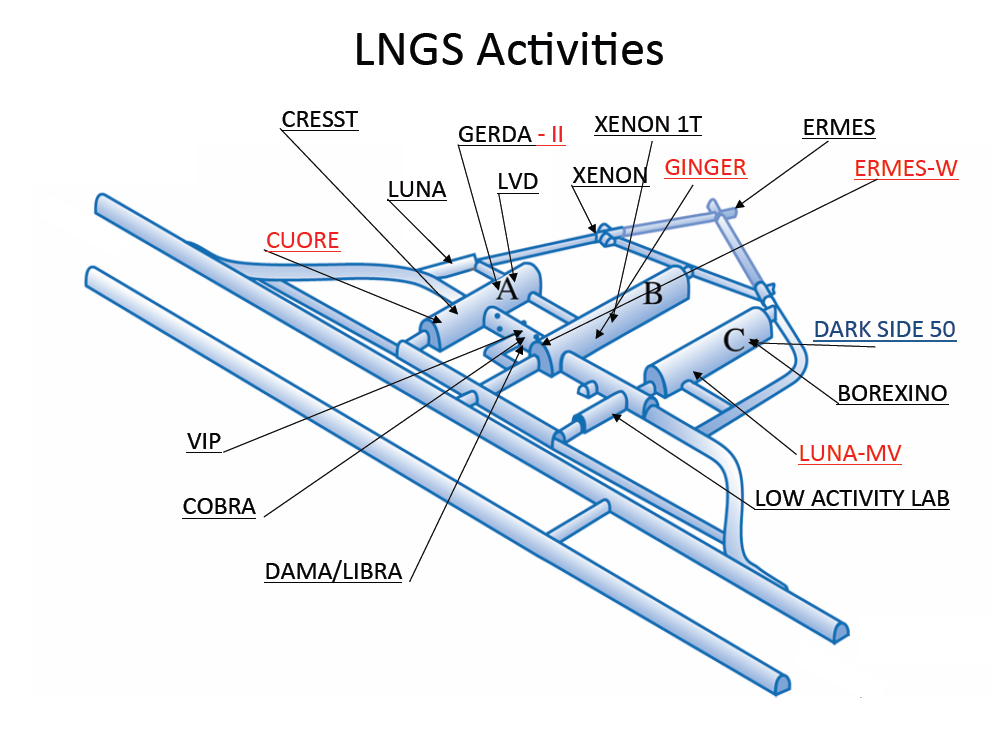 LNGS Activities
CRESST
GERDA - II
XENON 1T
ERMES
LUNA
LVD
XENON
GINGER
ERMES-W
CUORE
A
B
C
DARK SIDE 50
BOREXINO
VIP
LUNA-MV
COBRA
LOW ACTIVITY LAB
DAMA/LIBRA